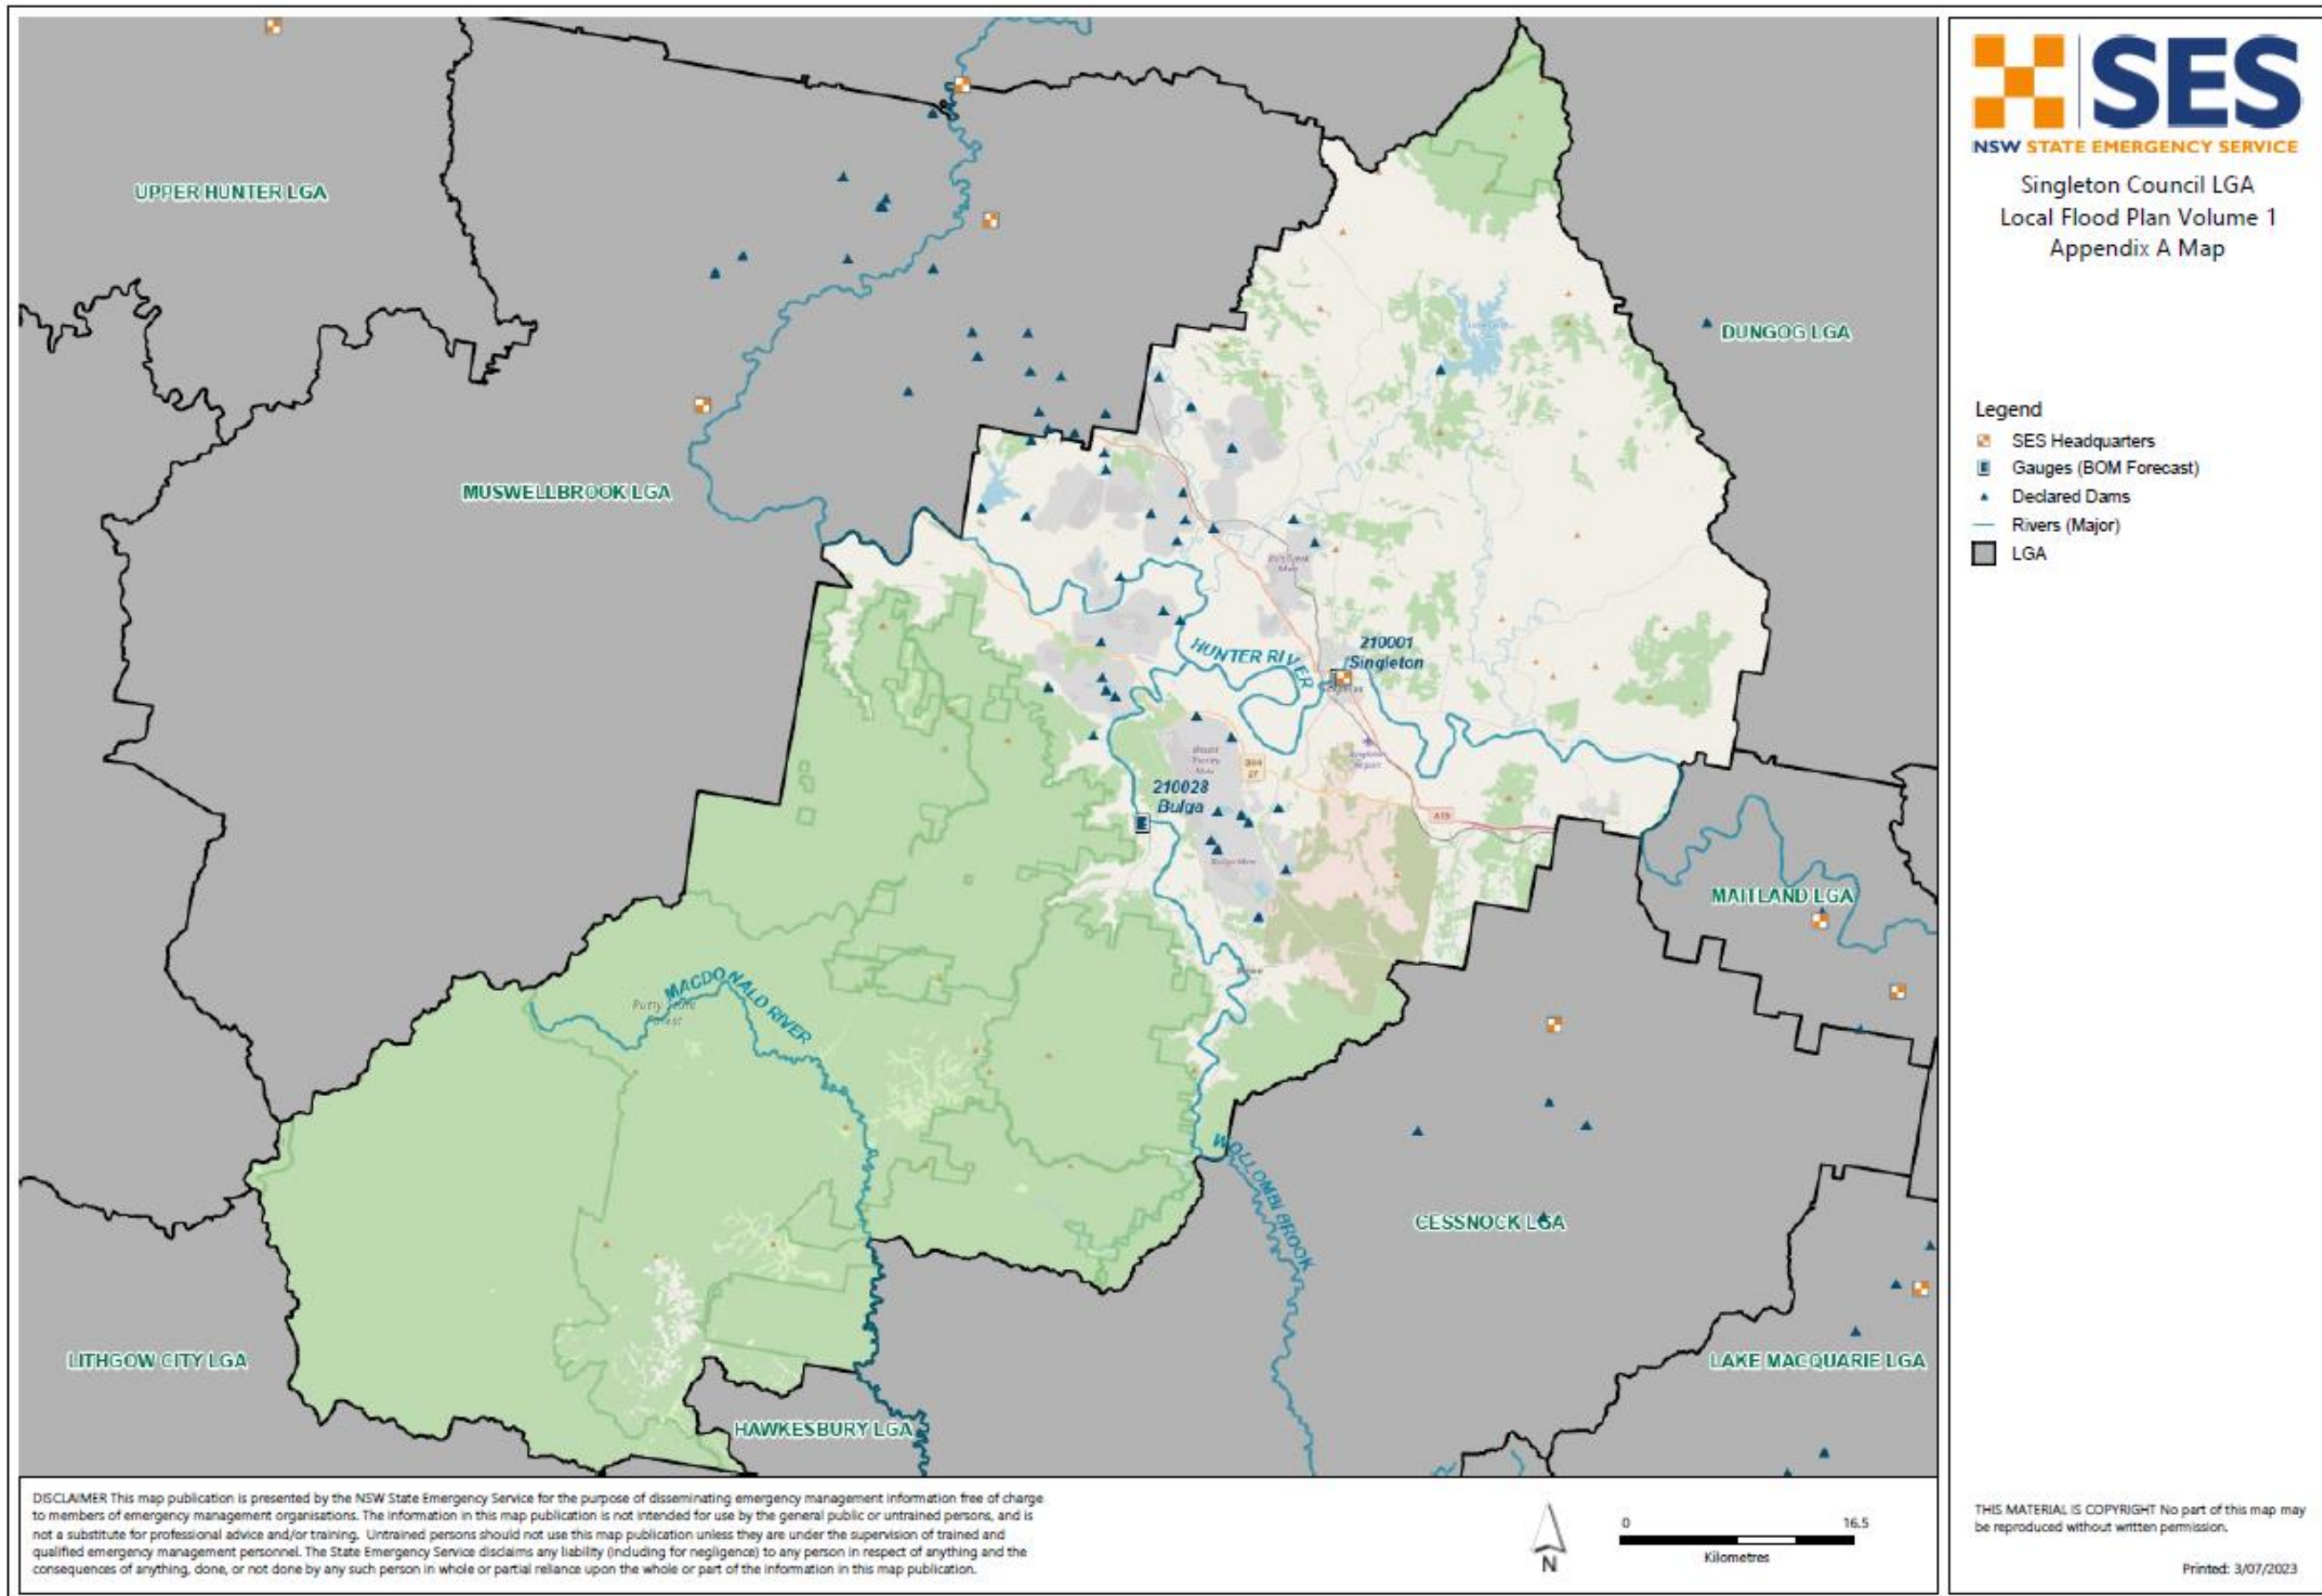 SES
NSW STATE EMERGENCY SERVICE
Singleton Council LGA
Local Flood Plan Volume 1
Appendix A Map
Legend
SES Headquarters
Gauges (BOM Forecast)
Declared Dams
Rivers (Major)
LGA
UPPER HUNTER LGA
DUNGOG LGA
MUSWELLBROOK LGA
HUNTER RIVER
210001
Singleton
210028
Bulga
A15
MAITLAND LGA
MACDONALD RIVER
Putty State
Forest
WOLLOMBI BROOK
CESSNOCK LGA
LITHGOW CITY LGA
LAKE MACQUARIE LGA
HAWKESBURY LGA
DISCLAIMER This map publication is presented by the NSW State Emergency Service for the purpose of disseminating emergency management information free of charge
to members of emergency management organisations. The information in this map publication is not intended for use by the general public or untrained persons, and is
not a substitute for professional advice and/or training. Untrained persons should not use this map publication unless they are under the supervision of trained and
qualified emergency management personnel. The State Emergency Service disclaims any liability (including for negligence) to any person in respect of anything and the
consequences of anything, done, or not done by any such person in whole or partial reliance upon the whole or part of the information in this map publication.
N
0 16.5
Kilometres
THIS MATERIAL IS COPYRIGHT No part of this map may
be reproduced without written permission.
Printed: 3/07/2023